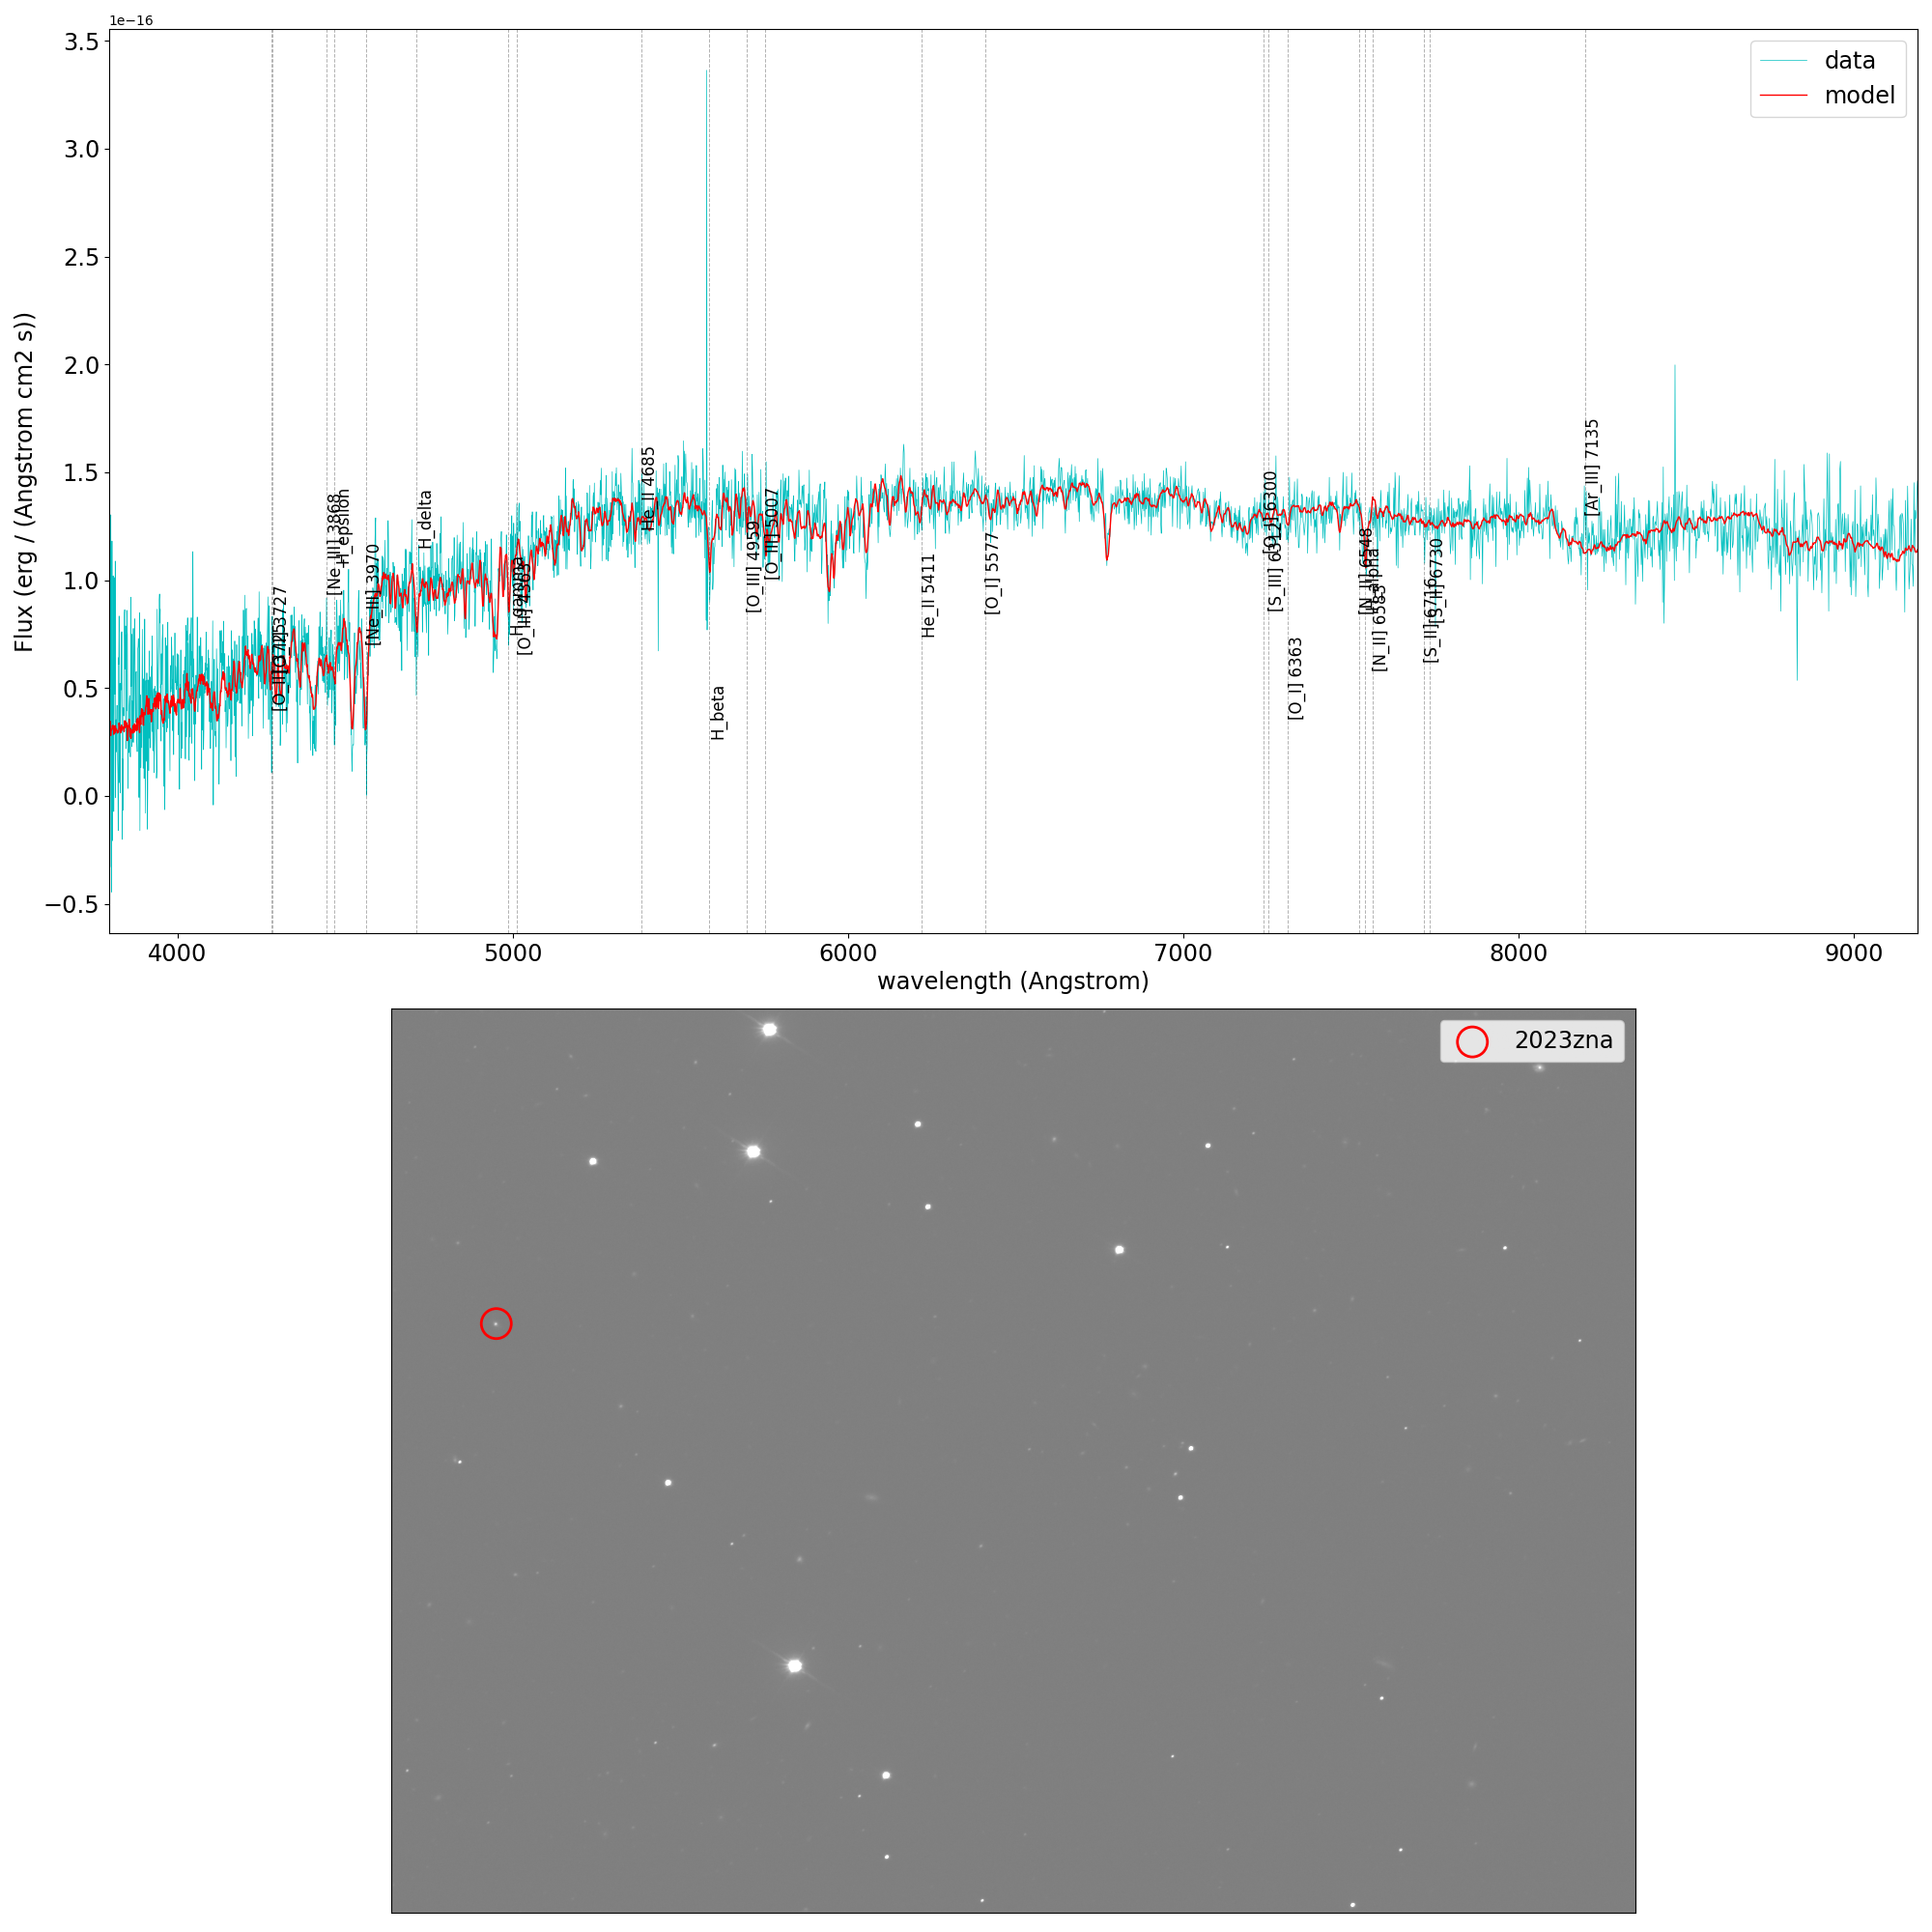 1e−16
Flux (erg / (Angstrom cm2 s))
3.5
3.0
2.5
2.0
1.5
1.0
0.5
0.0
−0.5
data
model
[Ne_III] 3868
H_epsilon
[Ne_III] 3970
H_delta
[O_III] 4363
He_II 4685
H_beta
[O_III] 4959
[O_III] 5007
He_II 5411
[O_I] 5577
[O_I] 6300
[S_III] 6312
[O_I] 6363
[N_II] 6548
H_alpha
[N_II] 6583
[S_II] 6716
[S_II] 6730
[Ar_III] 7135
4000
5000
6000
7000
8000
9000
wavelength (Angstrom)
2023zna